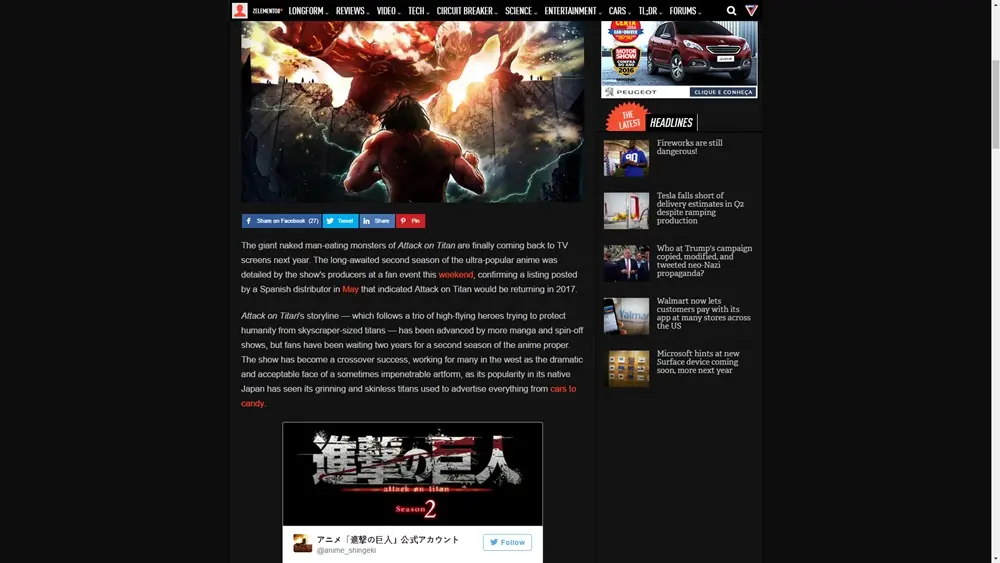 ZELEMENTOR
LONGFORM
REVIEWS
VIDEO
TECH
CIRCUIT BREAKER
SCIENCE
ENTERTAINMENT
CARS
TL;DR
FORUMS
CERTA
2016
CAR AND DRIVER
MOTOR
SHOW
COMPRA
DO ANO
2016
PEUGEOT
CLIQUE E CONHEÇA
THE
LATEST
HEADLINES
Fireworks are still
dangerous!
Tesla falls short of
delivery estimates in Q2
despite ramping
production
Who at Trump's campaign
copied, modified, and
tweeted neo-Nazi
propaganda?
Walmart now lets
customers pay with its
app at many stores across
the US
Microsoft hints at new
Surface device coming
soon, more next year
Share on Facebook (27)
Tweet
Share
Pin
The giant naked man-eating monsters of Attack on Titan are finally coming back to TV
screens next year. The long-awaited second season of the ultra-popular anime was
detailed by the show's producers at a fan event this weekend, confirming a listing posted
by a Spanish distributor in May that indicated Attack on Titan would be returning in 2017.
Attack on Titan's storyline — which follows a trio of high-flying heroes trying to protect
humanity from skyscraper-sized titans — has been advanced by more manga and spin-off
shows, but fans have been waiting two years for a second season of the anime proper.
The show has become a crossover success, working for many in the west as the dramatic
and acceptable face of a sometimes impenetrable artform, as its popularity in its native
Japan has seen its grinning and skinless titans used to advertise everything from cars to
candy.
進撃の巨人
attack on titan
Season 2
アニメ「進撃の巨人」公式アカウント
@anime_shingeki
Follow